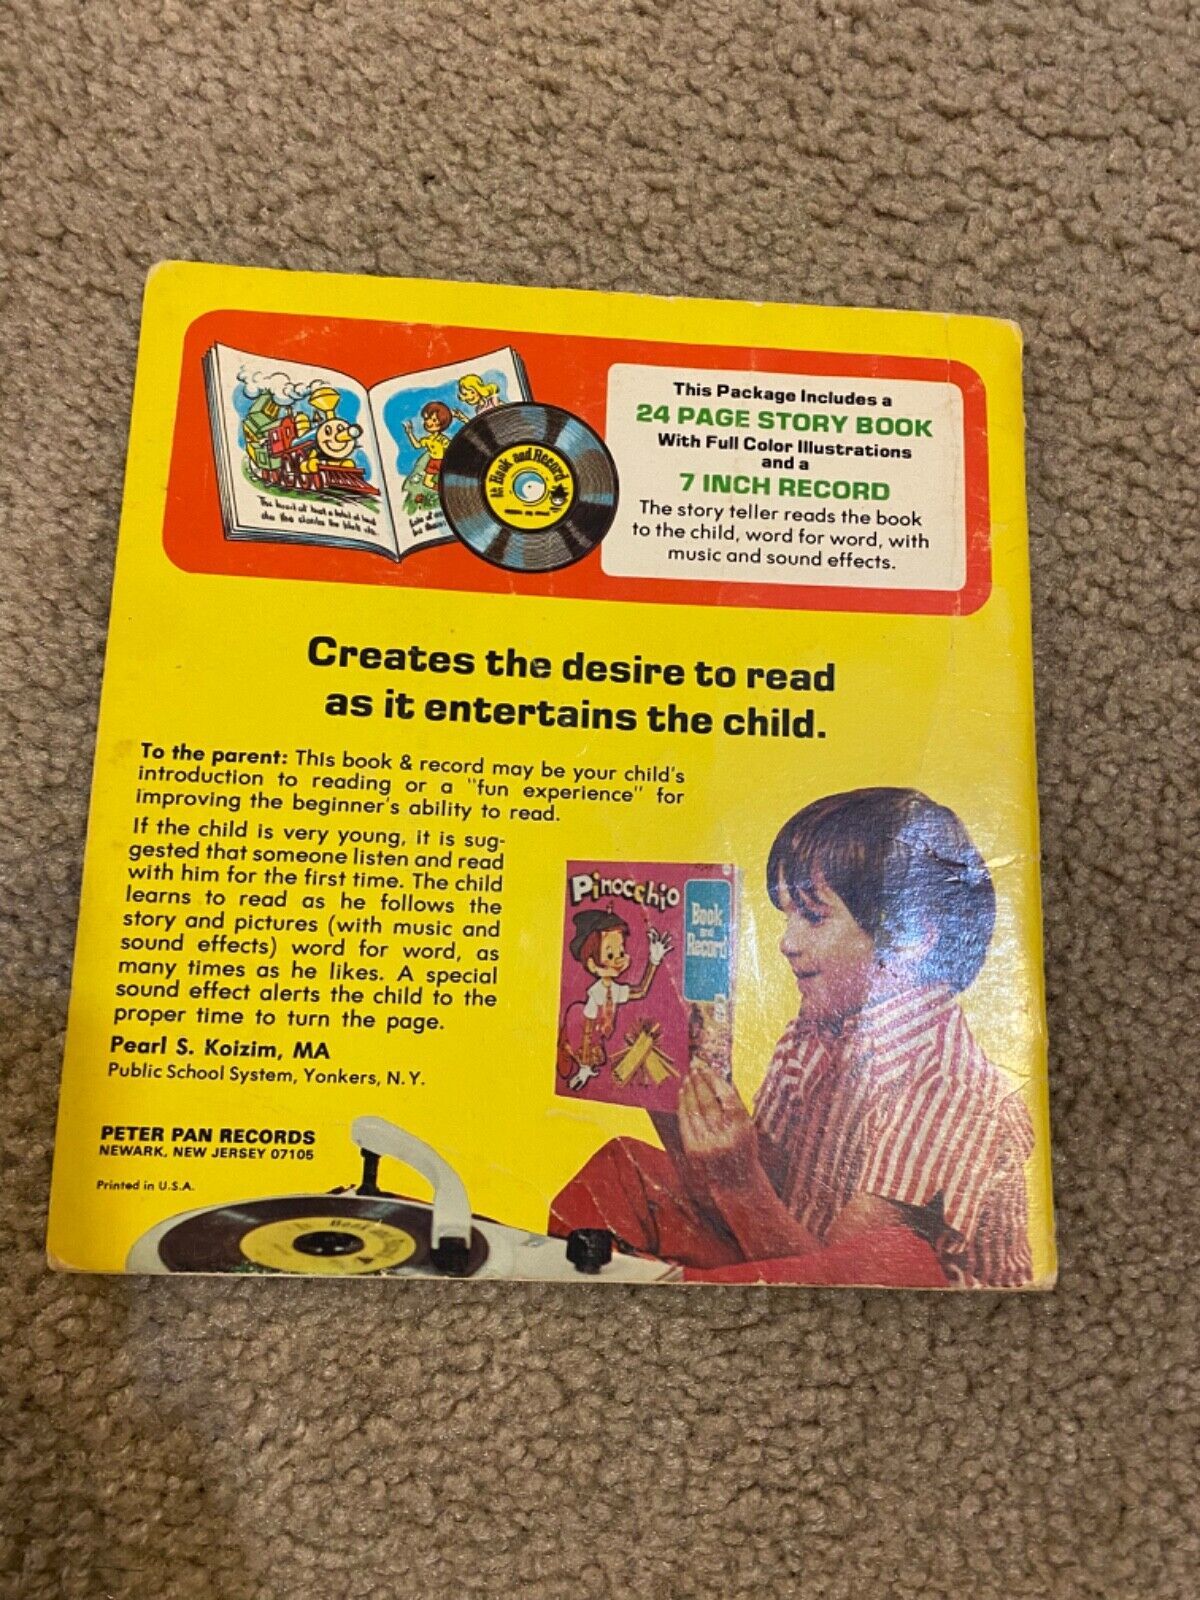 This Package Includes a
24 PAGE STORY BOOK
With Full Color Illustrations
and a
7 INCH RECORD
The story teller reads the book
to the child, word for word, with
music and sound effects.
Book and Record
Creates the desire to read
as it entertains the child.
To the parent: This book & record may be your child's
introduction to reading or a "fun experience" for
improving the beginner's ability to read.
If the child is very young, it is sug-
gested that someone listen and read
with him for the first time. The child
learns to read as he follows the
story and pictures (with music and
sound effects) word for word, as
many times as he likes. A special
sound effect alerts the child to the
proper time to turn the page.
Pearl S. Koizim, MA
Public School System, Yonkers, N.Y.
Pinocchio
Book
and
Record
PETER PAN RECORDS
NEWARK, NEW JERSEY 07105
Printed in U.S.A.
Book